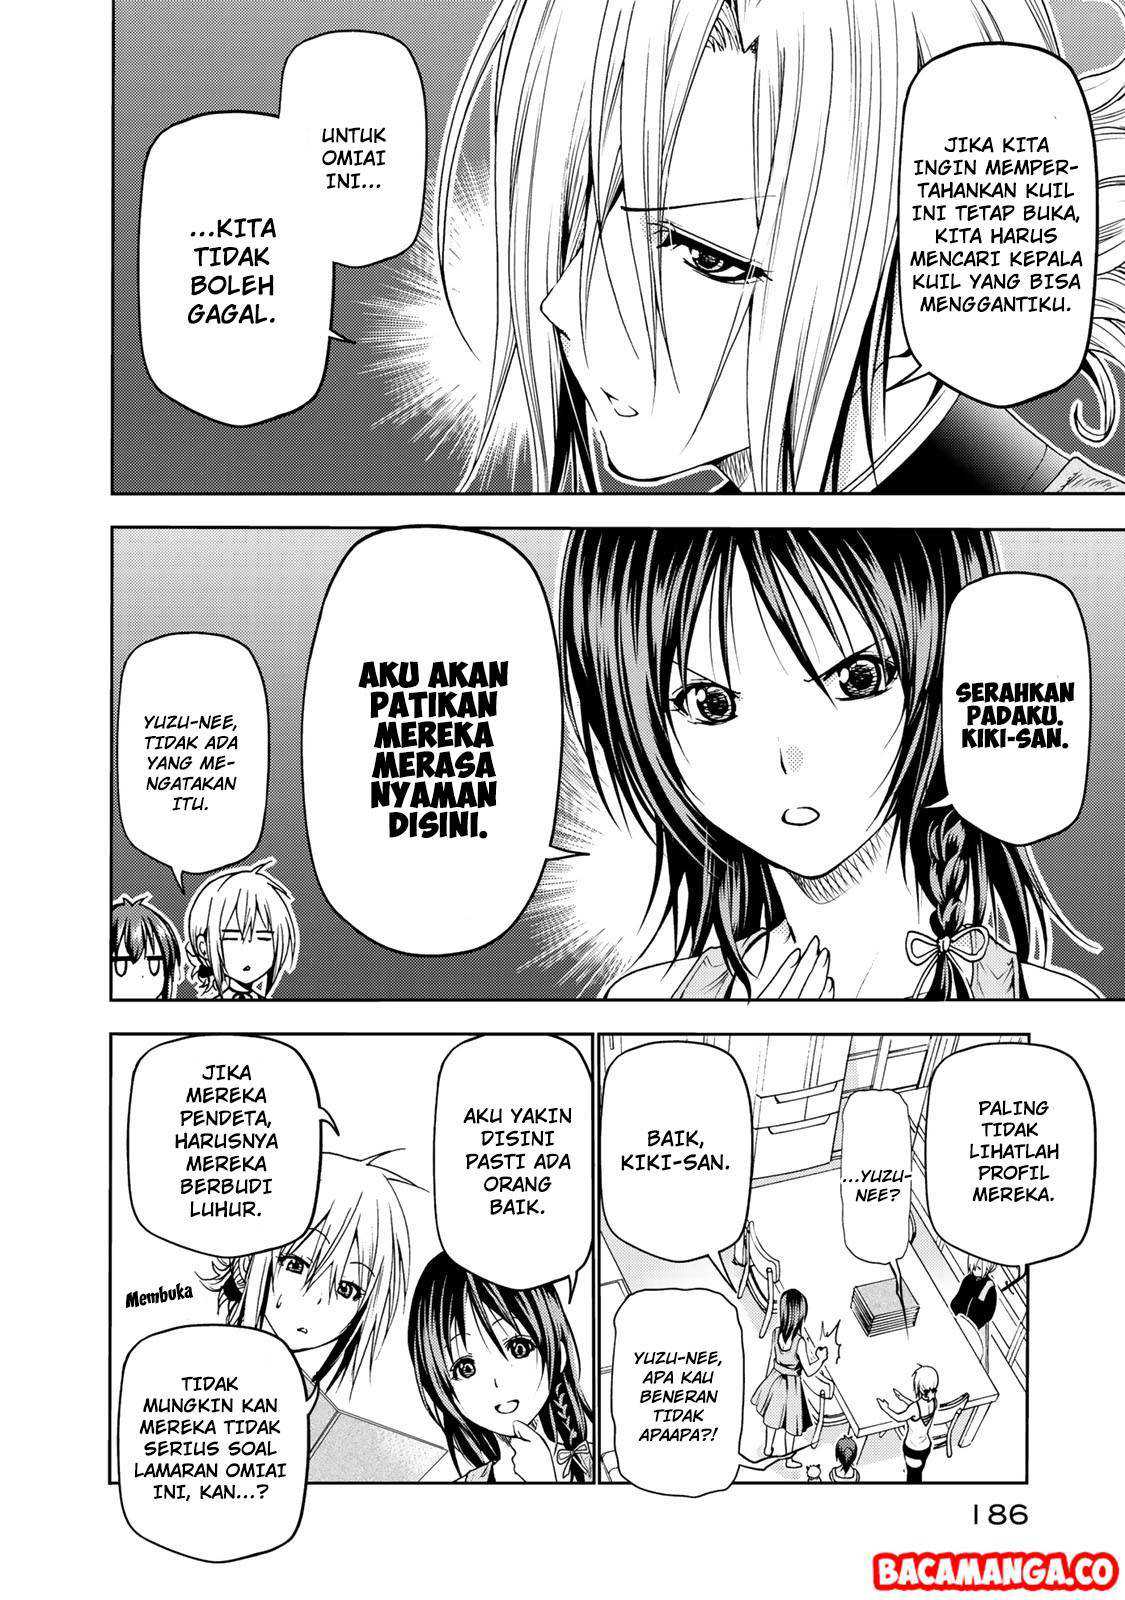 JIKA KITA
INGIN MEMPER-
TAHANKAN KUIL
INI TETAP BUKA,
KITA HARUS
MENCARI KEPALA
KUIL YANG BISA
MENGGANTIKU.
UNTUK
OMIAI
INI...
...KITA
TIDAK
BOLEH
GAGAL.
SERAHKAN
PADAKU.
KIKI-SAN.
AKU AKAN
PATIKAN
MEREKA
MERASA
NYAMAN
DISINI.
YUZU-NEE,
TIDAK ADA
YANG ME-
NGATAKAN
ITU.
PALING
TIDAK
LIHATLAH
PROFIL
MEREKA.
...YUZU-
NEE?
BAIK,
KIKI-SAN.
YUZU-NEE,
APA KAU
BENERAN
TIDAK
APAAPA?!
AKU YAKIN
DISINI
PASTI ADA
ORANG
BAIK.
JIKA
MEREKA
PENDETA,
HARUSNYA
MEREKA
BERBUDI
LUHUR.
Membuka
TIDAK
MUNGKIN KAN
MEREKA TIDAK
SERIUS SOAL
LAMARAN OMIAI
INI, KAN...?
186
BACAMANGA.CO